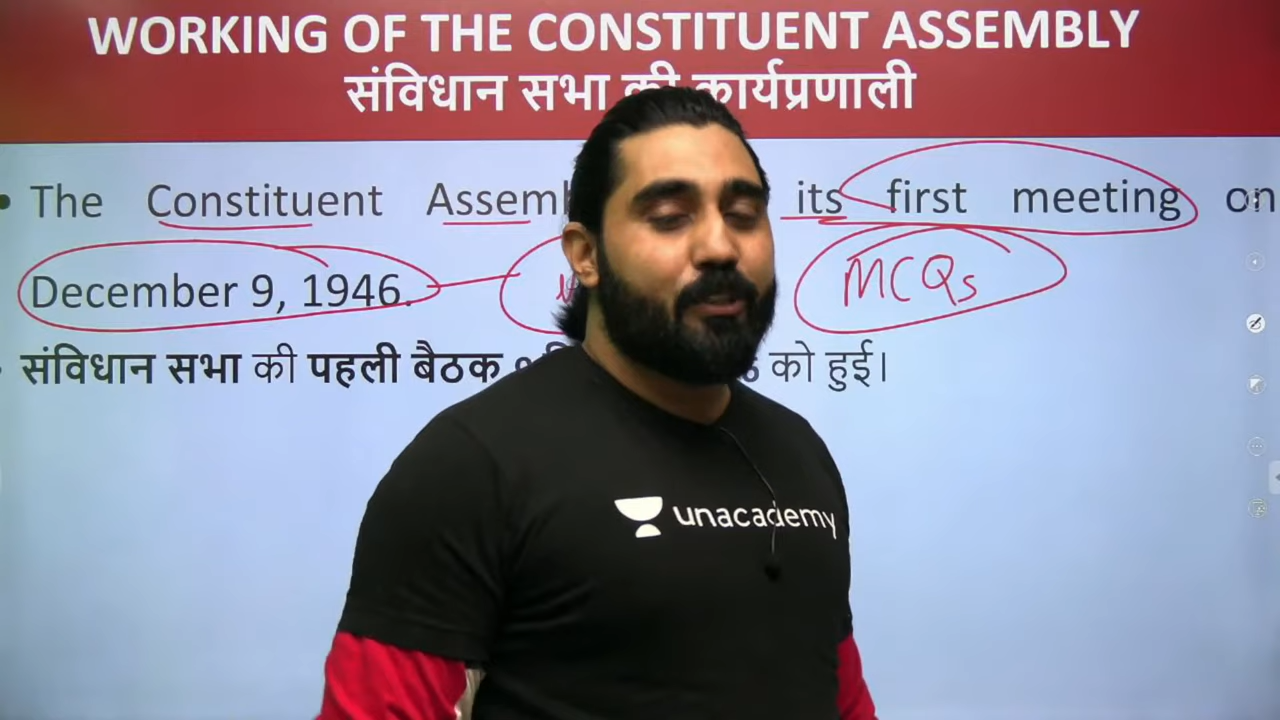 WORKING OF THE CONSTITUENT ASSEMBLY
संविधान सभा की कार्यप्रणाली
• The Constituent its first meeting on
December 9, 1946.
MCQs
संविधान सभा की पहली बैठक को हुई।
unacademy